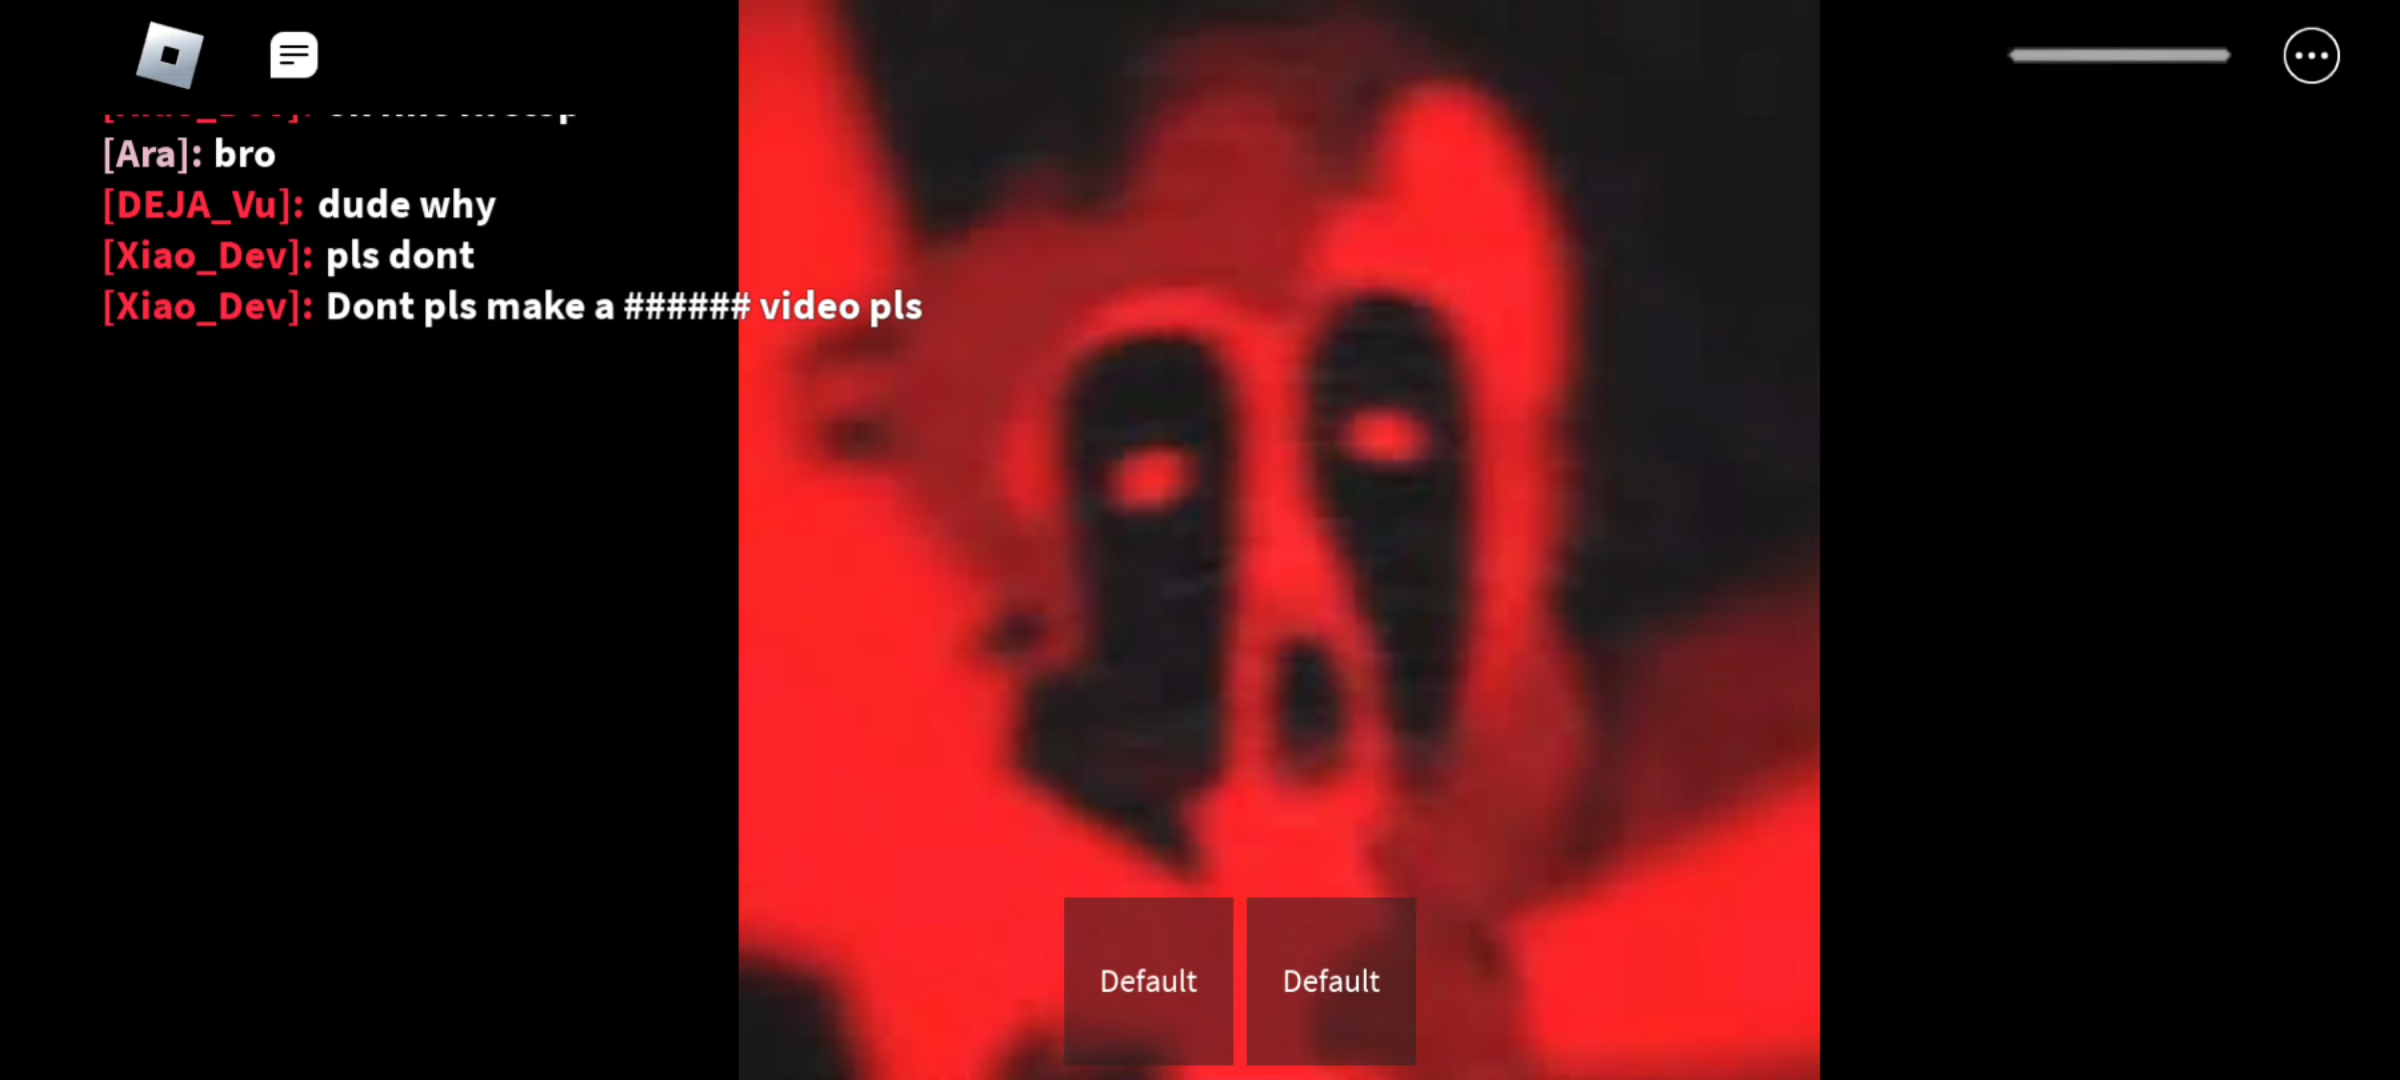 [Ara]: bro
[DEJA_Vu]: dude why
[Xiao_Dev]: pls dont
[Xiao_Dev]: Dont pls make a ###### video pls
Default Default